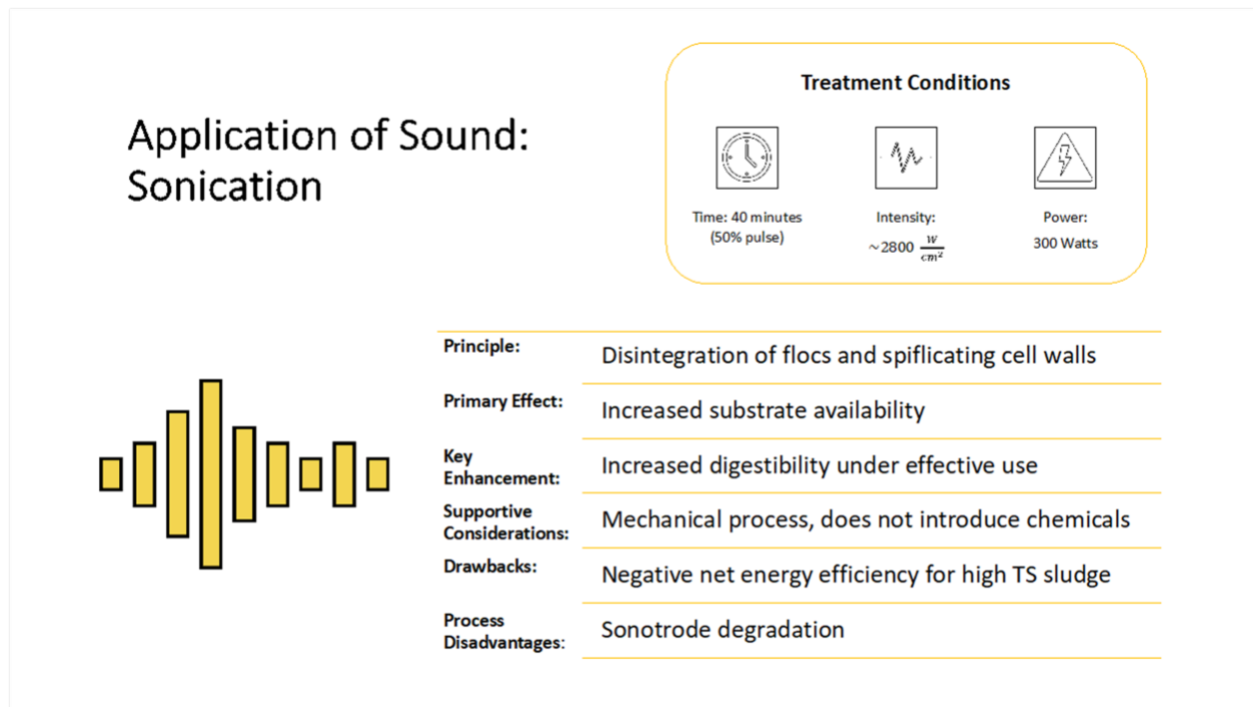 Application of Sound:
Sonication
Treatment Conditions
Time: 40 minutes
(50% pulse)
Intensity:
~2800 W/cm²
Power:
300 Watts
Principle:
Disintegration of flocs and spiflicating cell walls
Primary Effect:
Increased substrate availability
Key
Enhancement:
Increased digestibility under effective use
Supportive
Considerations:
Mechanical process, does not introduce chemicals
Drawbacks:
Negative net energy efficiency for high TS sludge
Process
Disadvantages:
Sonotrode degradation